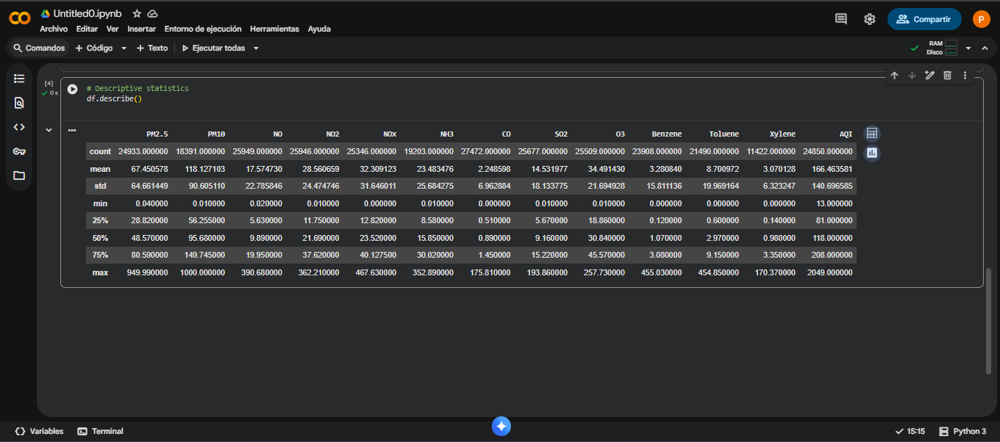 Untitled0.ipynb
Archivo Editar Ver Insertar Entorno de ejecución Herramientas Ayuda
Compartir
P
Comandos + Código + Texto Ejecutar todas
RAM
Disco
[4]
0 s
# Descriptive statistics
df.describe()
PM2.5 PM10 NO NO2 NOx NH3 CO SO2 O3 Benzene Toluene Xylene AQI
count 24933.000000 18391.000000 25949.000000 25946.000000 25346.000000 19203.000000 27472.000000 25677.000000 25509.000000 23908.000000 21490.000000 11422.000000 24850.000000
mean 67.450578 118.127103 17.574730 28.560659 32.309123 23.483476 2.248598 14.531977 34.491430 3.280840 8.700972 3.070128 166.463581
std 64.661449 90.605110 22.785846 24.474746 31.646011 25.684275 6.962884 18.133775 21.694928 15.811136 19.969164 6.323247 140.696585
min 0.040000 0.010000 0.020000 0.010000 0.000000 0.010000 0.000000 0.010000 0.010000 0.000000 0.000000 0.000000 13.000000
25% 28.820000 56.255000 5.630000 11.750000 12.820000 8.580000 0.510000 5.670000 18.860000 0.120000 0.600000 0.140000 81.000000
50% 48.570000 95.680000 9.890000 21.690000 23.520000 15.850000 0.890000 9.160000 30.840000 1.070000 2.970000 0.980000 118.000000
75% 80.590000 149.745000 19.950000 37.620000 40.127500 30.020000 1.450000 15.220000 45.570000 3.080000 9.150000 3.350000 208.000000
max 949.990000 1000.000000 390.680000 362.210000 467.630000 352.890000 175.810000 193.860000 257.730000 455.030000 454.850000 170.370000 2049.000000
Variables Terminal
15:15 Python 3